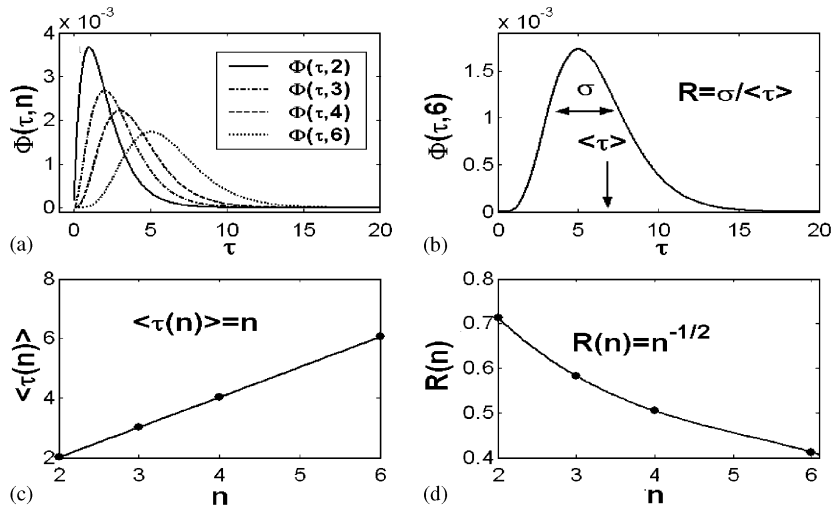 x 10⁻³
4
3
2
1
0
Φ(τ,n)
Φ(τ,2)
Φ(τ,3)
Φ(τ,4)
Φ(τ,6)
0 5 10 15 20
(a)
τ
x 10⁻³
1.5
1
0.5
0
Φ(τ,6)
σ
R=σ/<τ>
<τ>
0 5 10 15 20
(b)
τ
8
6
4
2
<τ(n)>
<τ(n)>=n
2 3 4 5 6
(c)
n
0.8
0.7
0.6
0.5
0.4
R(n)
R(n)=n⁻¹/²
2 3 4 5 6
(d)
n